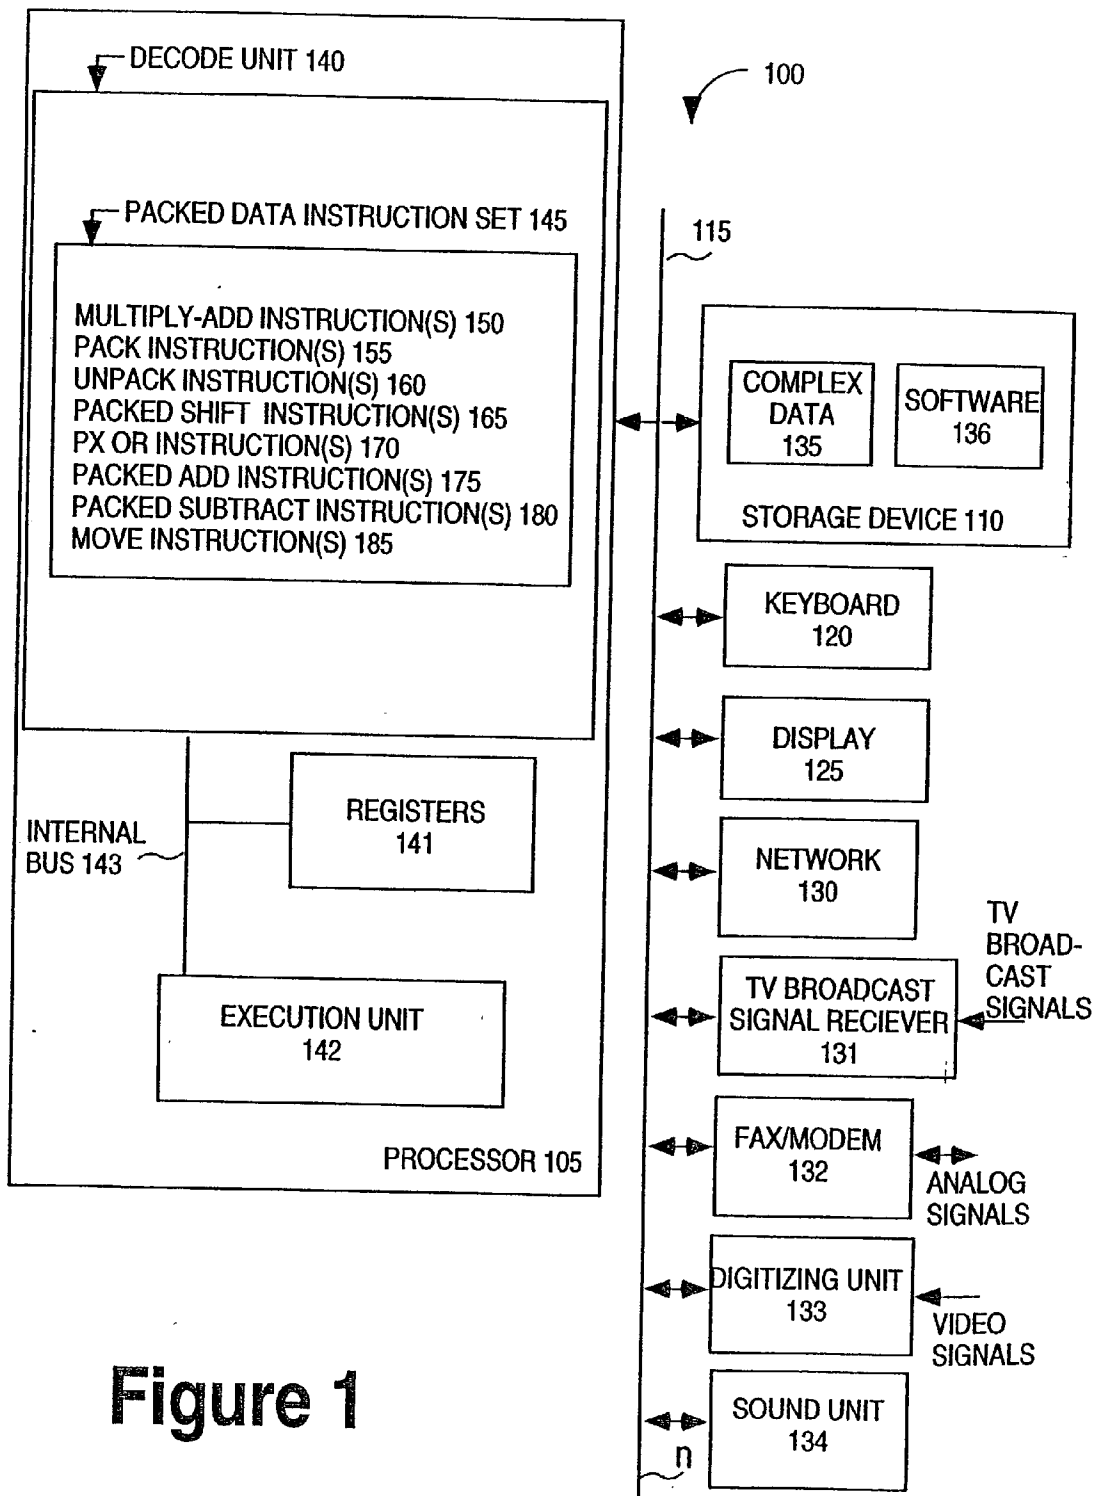 DECODE UNIT 140
100
PACKED DATA INSTRUCTION SET 145
115
MULTIPLY-ADD INSTRUCTION(S) 150
PACK INSTRUCTION(S) 155
UNPACK INSTRUCTION(S) 160
PACKED SHIFT INSTRUCTION(S) 165
PX OR INSTRUCTION(S) 170
PACKED ADD INSTRUCTION(S) 175
PACKED SUBTRACT INSTRUCTION(S) 180
MOVE INSTRUCTION(S) 185
COMPLEX
DATA
135
SOFTWARE
136
STORAGE DEVICE 110
KEYBOARD
120
DISPLAY
125
REGISTERS
141
INTERNAL
BUS 143
NETWORK
130
TV
BROAD-
CAST
SIGNALS
TV BROADCAST
SIGNAL RECIEVER
131
EXECUTION UNIT
142
PROCESSOR 105
FAX/MODEM
132
ANALOG
SIGNALS
DIGITIZING UNIT
133
VIDEO
SIGNALS
SOUND UNIT
134
n
Figure 1